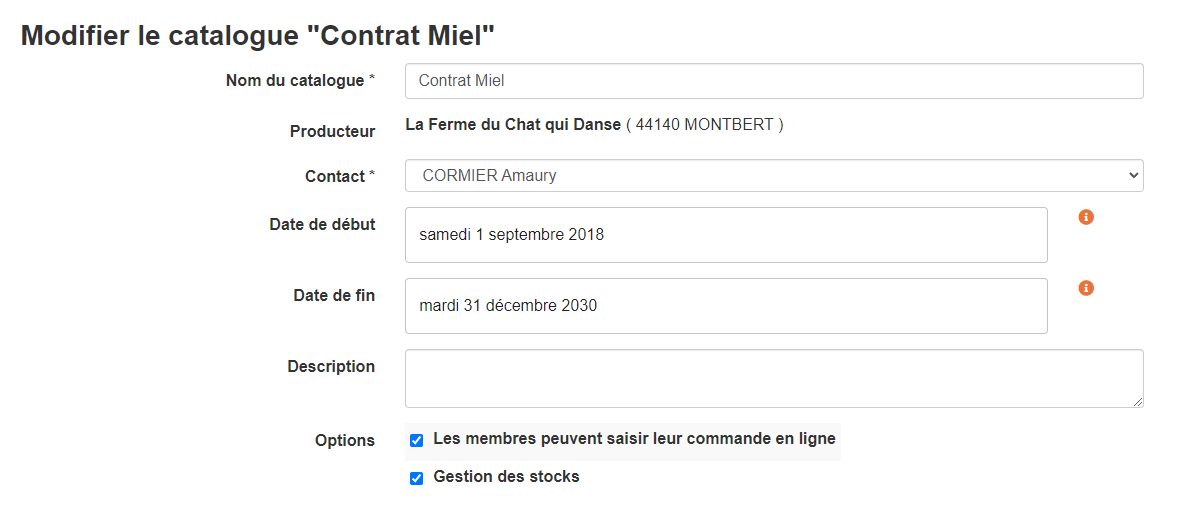 Modifier le catalogue "Contrat Miel"
Nom du catalogue * Contrat Miel
Producteur La Ferme du Chat qui Danse ( 44140 MONTBERT )
Contact * CORMIER Amaury
Date de début samedi 1 septembre 2018
Date de fin mardi 31 décembre 2030
Description
Options Les membres peuvent saisir leur commande en ligne
Gestion des stocks